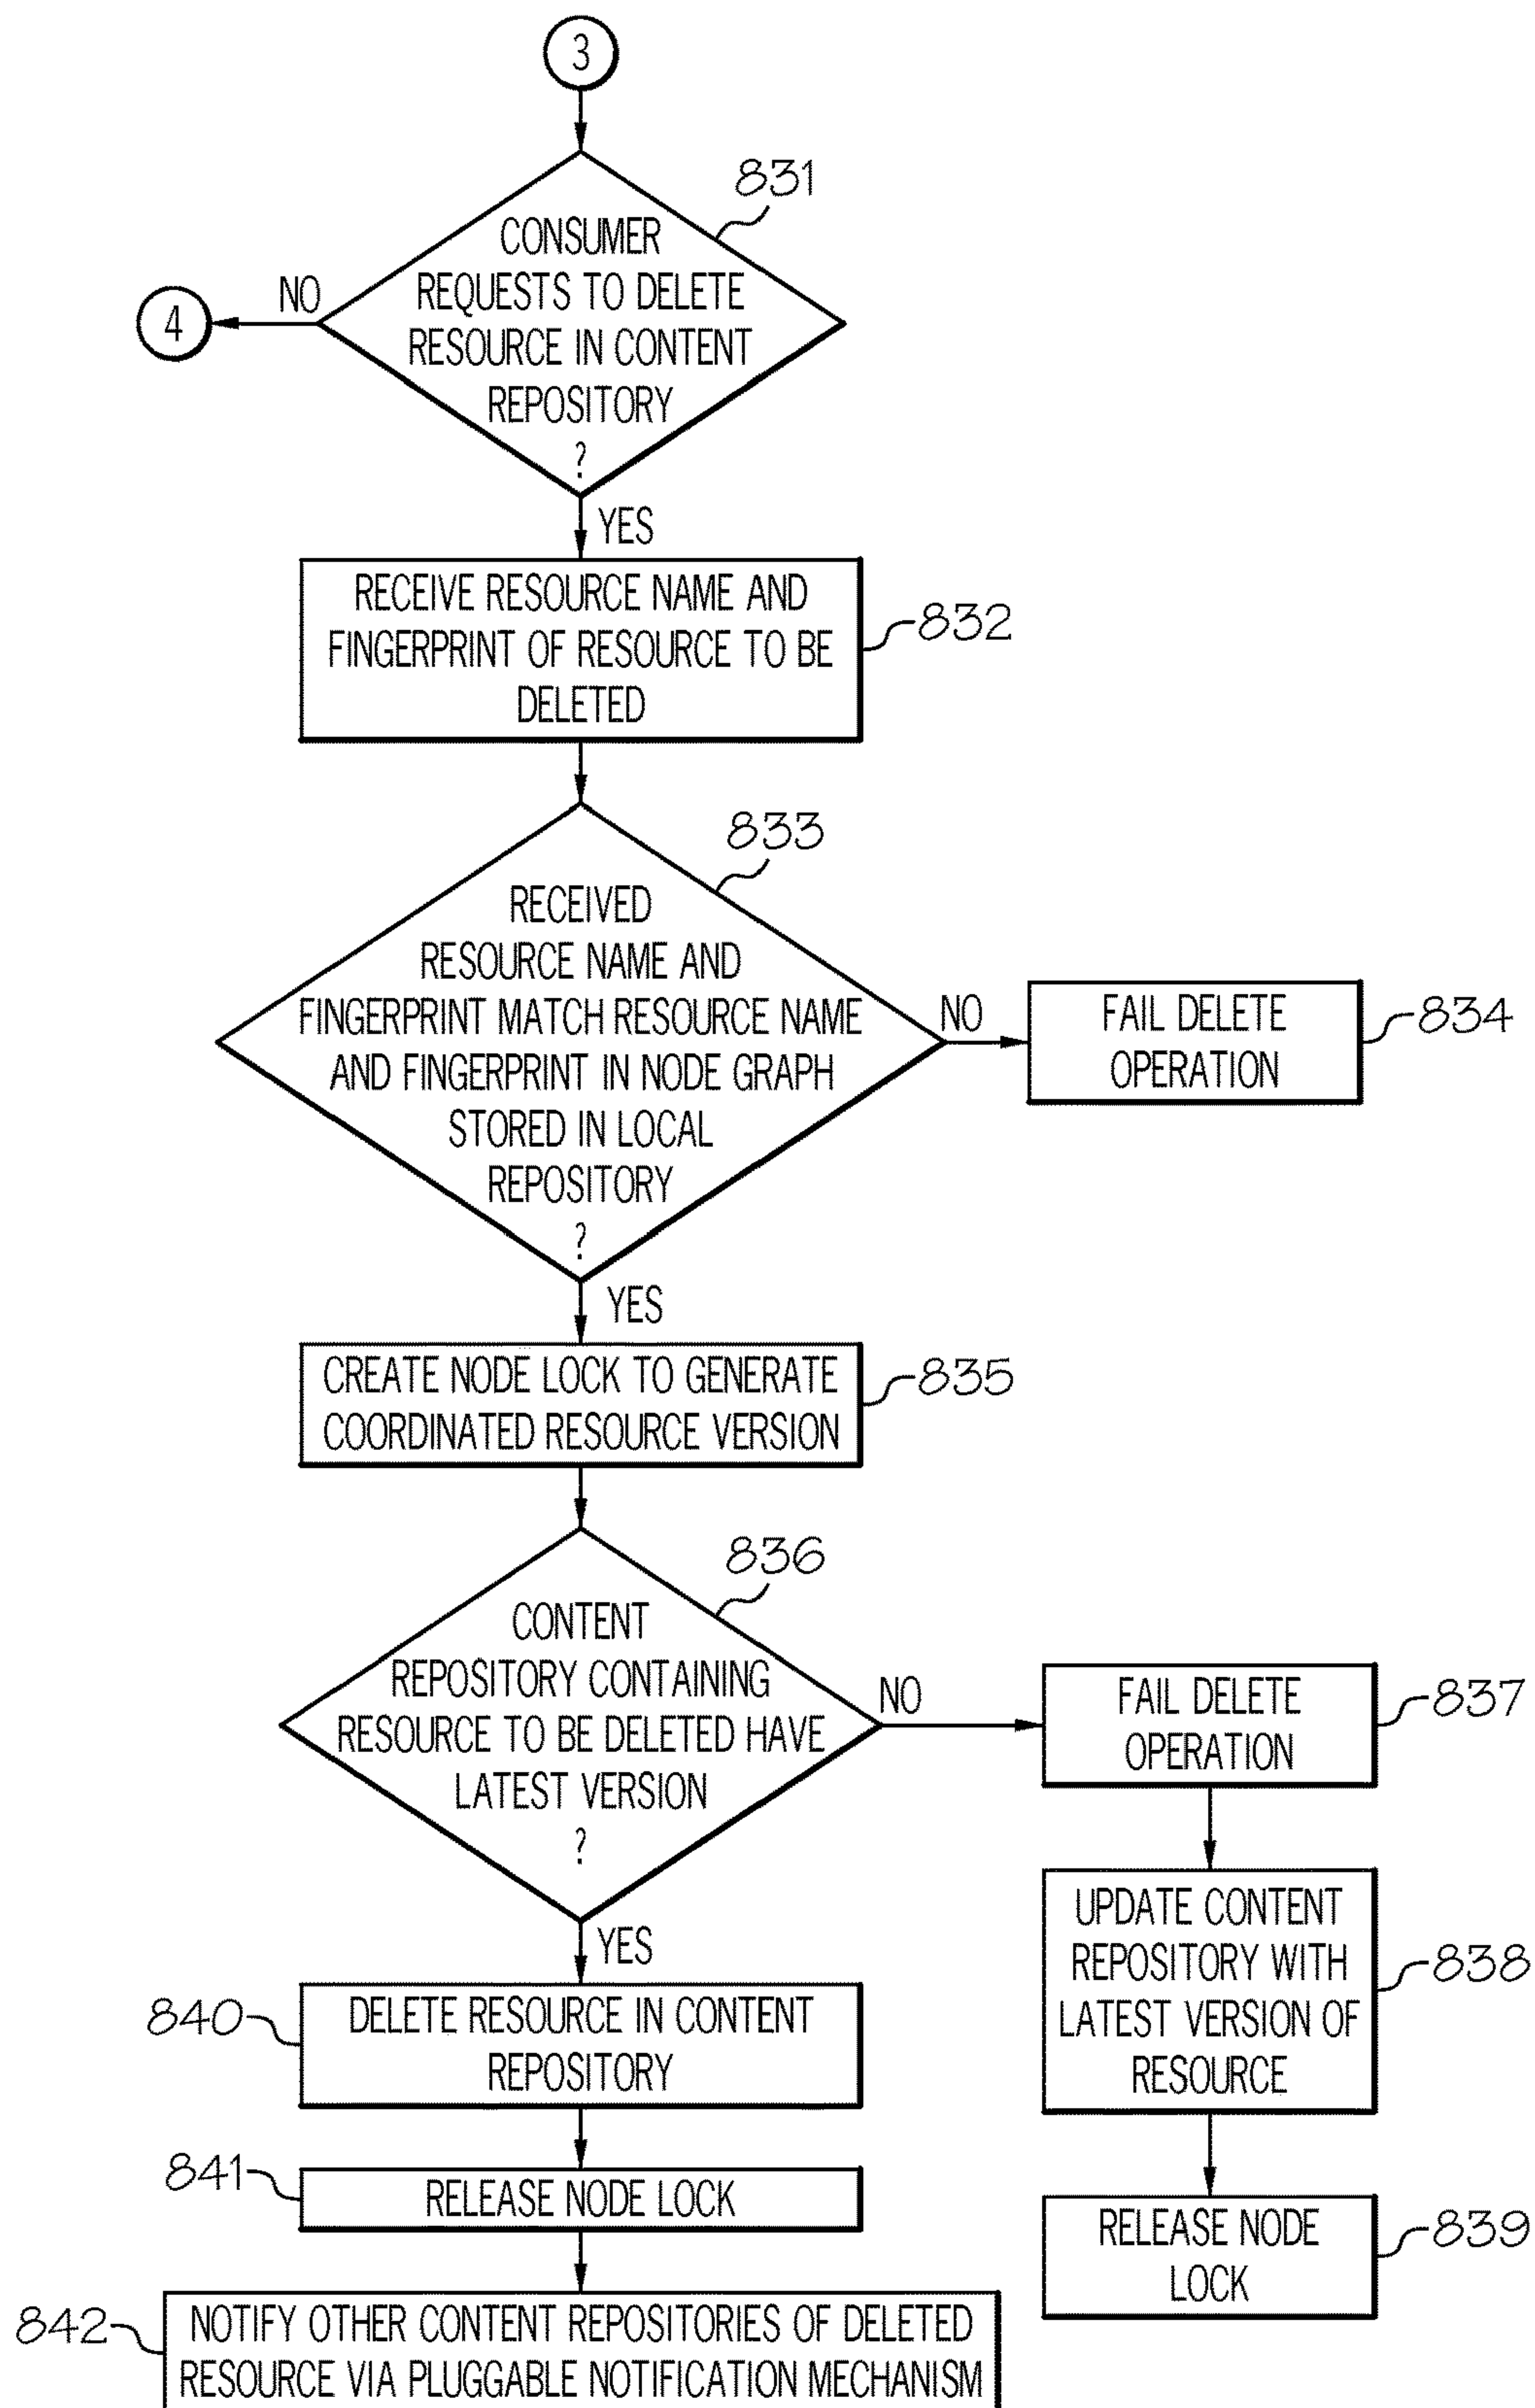 3
831
CONSUMER
REQUESTS TO DELETE
RESOURCE IN CONTENT
REPOSITORY
?
NO
4
YES
RECEIVE RESOURCE NAME AND
FINGERPRINT OF RESOURCE TO BE
DELETED
832
833
RECEIVED
RESOURCE NAME AND
FINGERPRINT MATCH RESOURCE NAME
AND FINGERPRINT IN NODE GRAPH
STORED IN LOCAL
REPOSITORY
?
NO
FAIL DELETE
OPERATION
834
YES
CREATE NODE LOCK TO GENERATE
COORDINATED RESOURCE VERSION
835
836
CONTENT
REPOSITORY CONTAINING
RESOURCE TO BE DELETED HAVE
LATEST VERSION
?
NO
FAIL DELETE
OPERATION
837
UPDATE CONTENT
REPOSITORY WITH
LATEST VERSION OF
RESOURCE
838
RELEASE NODE
LOCK
839
YES
840
DELETE RESOURCE IN CONTENT
REPOSITORY
841
RELEASE NODE LOCK
842
NOTIFY OTHER CONTENT REPOSITORIES OF DELETED
RESOURCE VIA PLUGGABLE NOTIFICATION MECHANISM